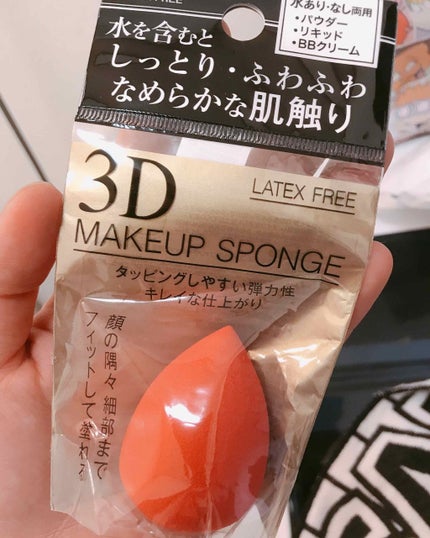 FREE
水あり・なし両用
・パウダー
・リキッド
・BBクリーム
水を含むと
しっとり・ふわふわ
なめらかな肌触り
3D
LATEX FREE
MAKEUP SPONGE
タッピングしやすい弾力性
キレイな仕上がり
顔の隅々細部まで
フィットして塗れる